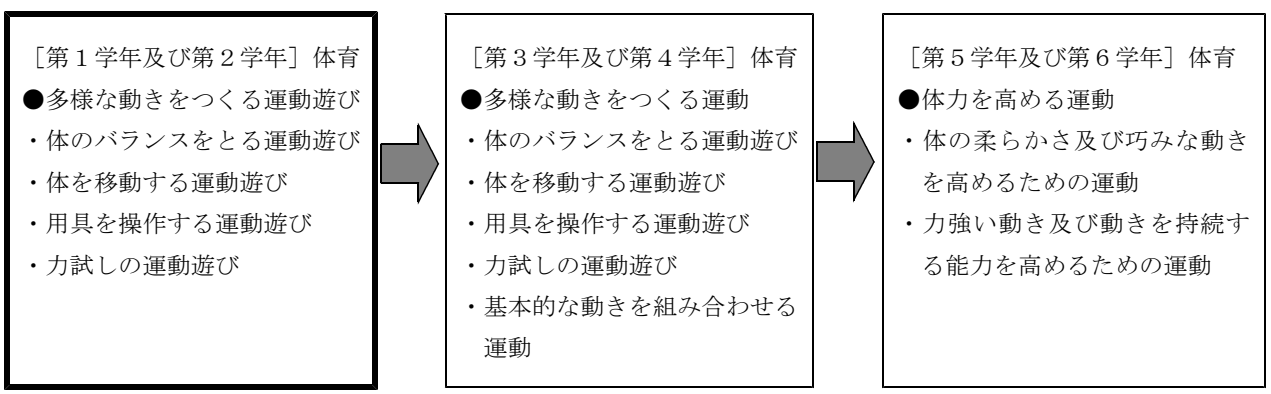 ［第１学年及び第２学年］体育
●多様な動きをつくる運動遊び
・体のバランスをとる運動遊び
・体を移動する運動遊び
・用具を操作する運動遊び
・力試しの運動遊び
［第３学年及び第４学年］体育
●多様な動きをつくる運動
・体のバランスをとる運動遊び
・体を移動する運動遊び
・用具を操作する運動遊び
・力試しの運動遊び
・基本的な動きを組み合わせる
運動
［第５学年及び第６学年］体育
●体力を高める運動
・体の柔らかさ及び巧みな動き
を高めるための運動
・力強い動き及び動きを持続す
る能力を高めるための運動